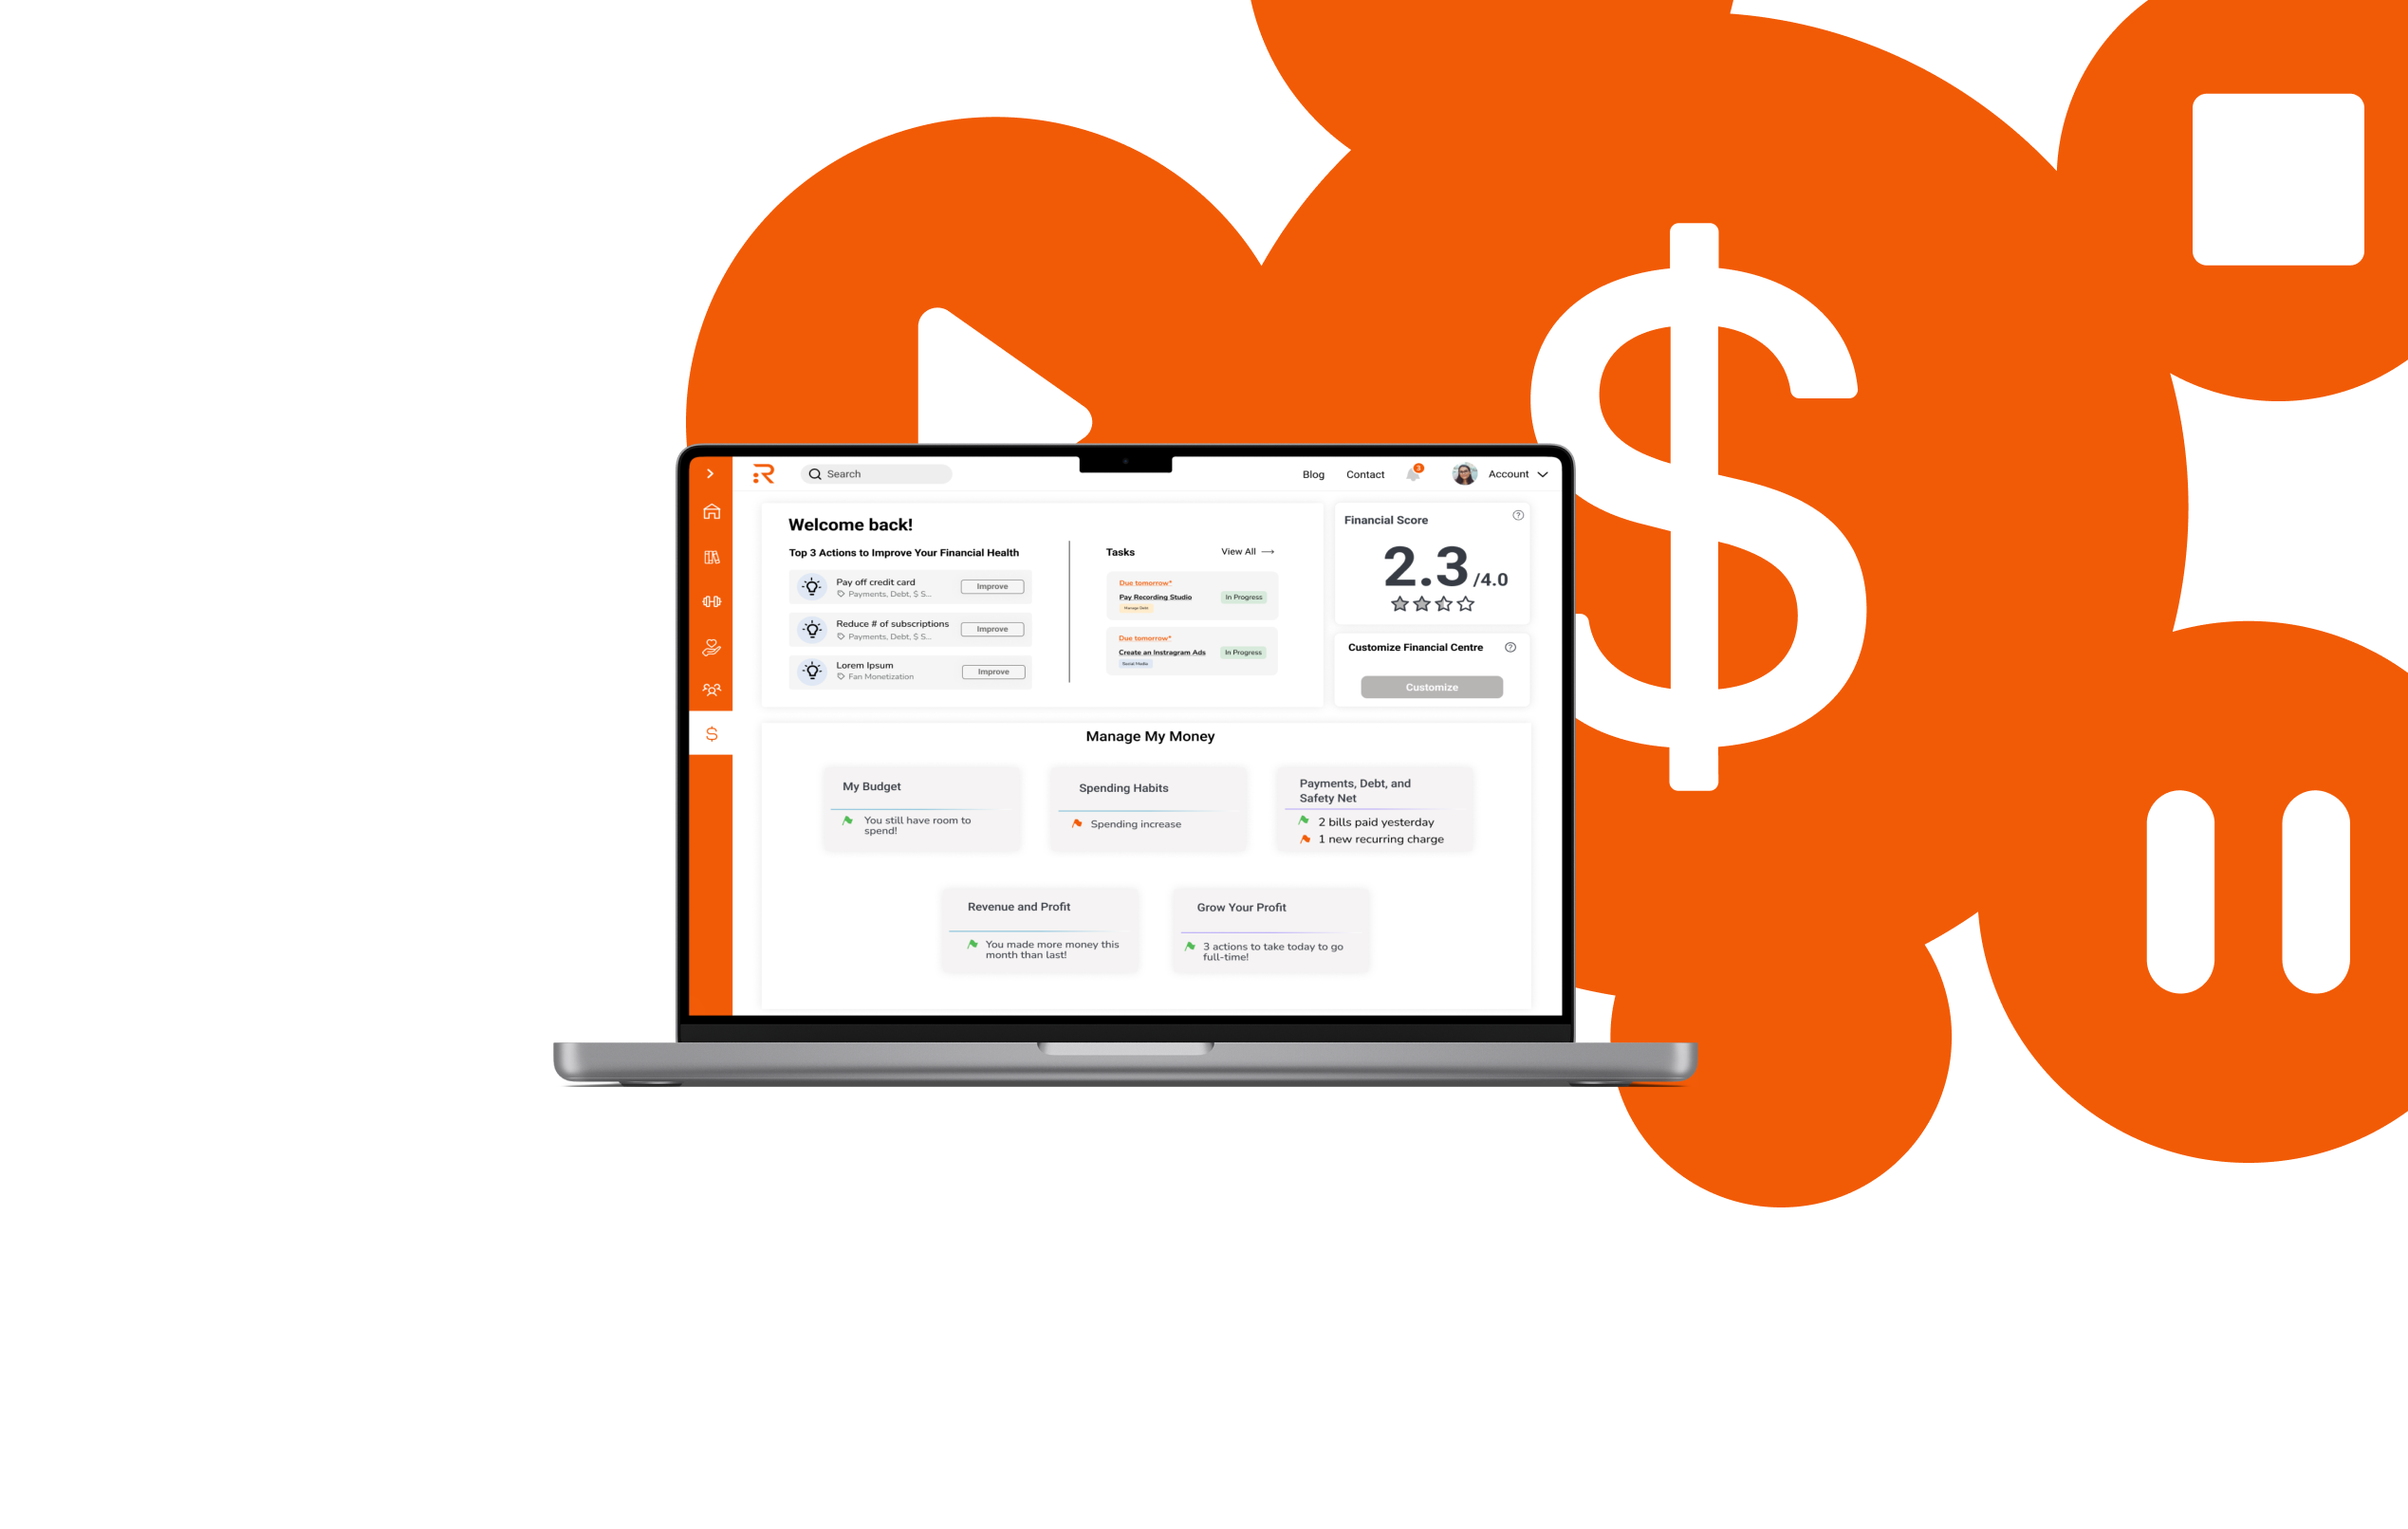 Search
Blog
Contact
3
Account
Welcome back!
Top 3 Actions to Improve Your Financial Health
Pay off credit card
Payments, Debt, $ S...
Improve
Reduce # of subscriptions
Payments, Debt, $ S...
Improve
Lorem Ipsum
Fan Monetization
Improve
Tasks
View All
Due tomorrow*
Pay Recording Studio
Manage Debt
In Progress
Due tomorrow*
Create an Instragram Ads
Social Media
In Progress
Financial Score
?
2.3 /4.0
Customize Financial Centre
?
Customize
$
Manage My Money
My Budget
You still have room to
spend!
Spending Habits
Spending increase
Payments, Debt, and
Safety Net
2 bills paid yesterday
1 new recurring charge
Revenue and Profit
You made more money this
month than last!
Grow Your Profit
3 actions to take today to go
full-time!
$